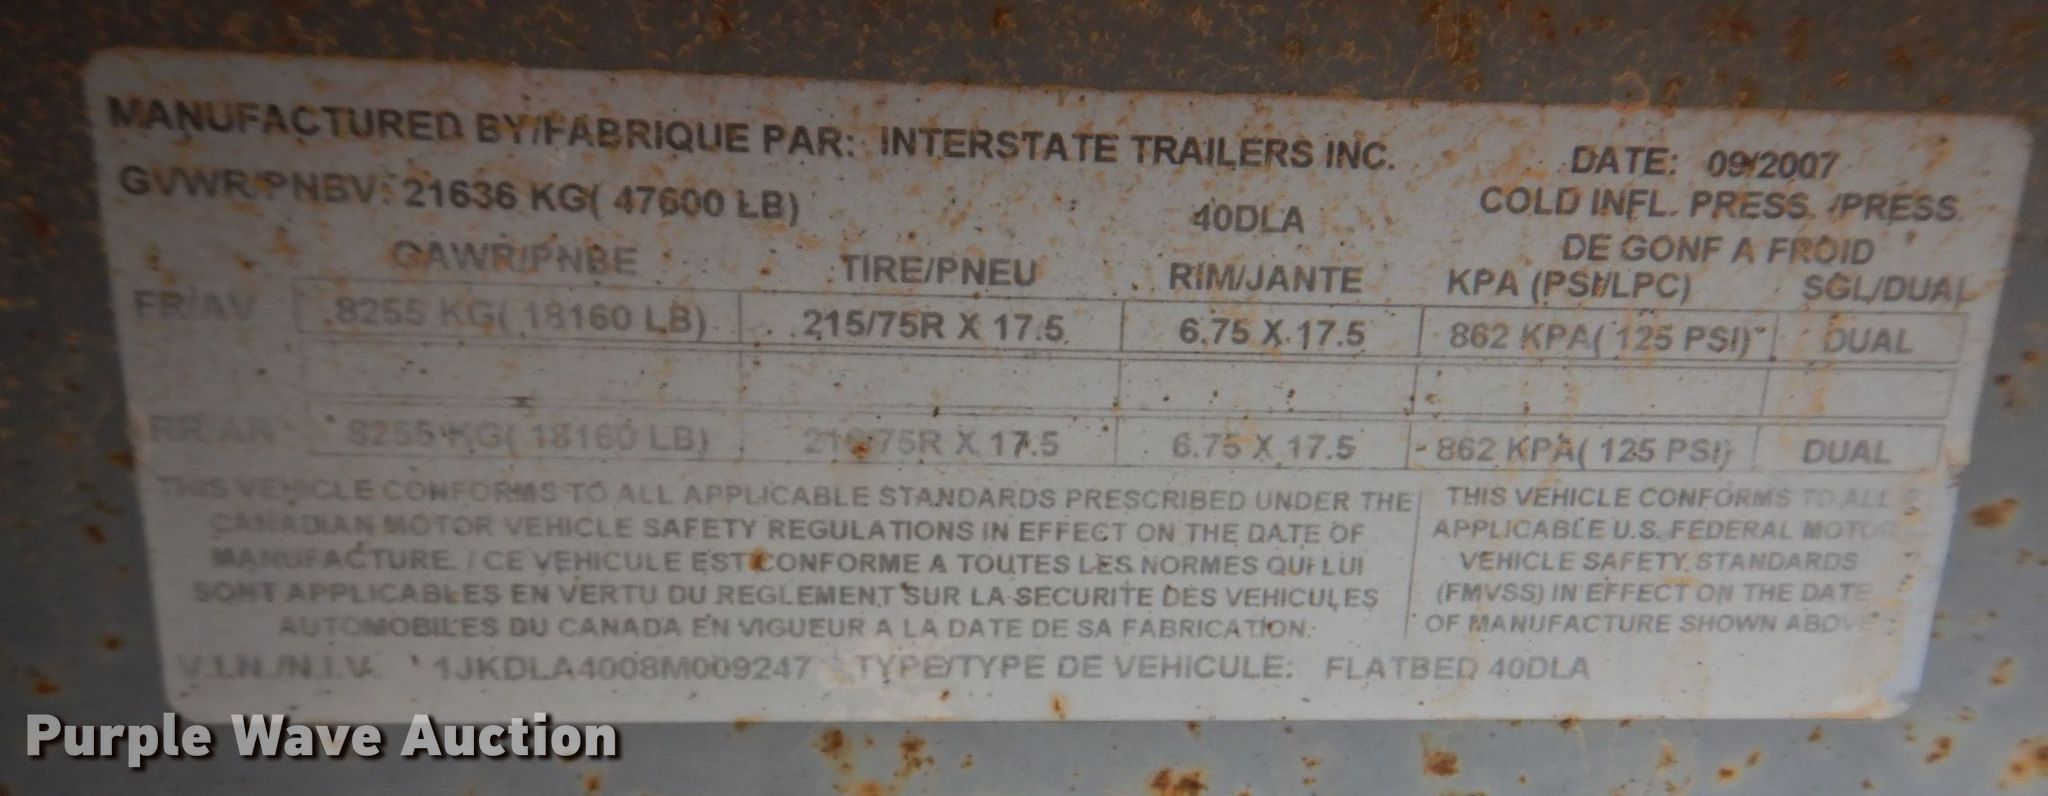 MANUFACTURED BY/FABRIQUE PAR: INTERSTATE TRAILERS INC. DATE: 09/2007
GVWR/PNBV: 21636 KG( 47600 LB) 40DLA COLD INFL. PRESS. /PRESS
DE GONF A FROID
GAWR/PNBE TIRE/PNEU RIM/JANTE KPA (PSI/LPC) SGL/DUAL
FR/AV 8255 KG( 18160 LB) 215/75R X 17.5 6.75 X 17.5 862 KPA( 125 PSI) DUAL
RR/AR 8255 KG( 18160 LB) 215/75R X 17.5 6.75 X 17.5 862 KPA( 125 PSI) DUAL
THIS VEHICLE CONFORMS TO ALL APPLICABLE STANDARDS PRESCRIBED UNDER THE
CANADIAN MOTOR VEHICLE SAFETY REGULATIONS IN EFFECT ON THE DATE OF
MANUFACTURE. / CE VEHICULE EST CONFORME A TOUTES LES NORMES QUI LUI
SONT APPLICABLES EN VERTU DU REGLEMENT SUR LA SECURITE DES VEHICULES
AUTOMOBILES DU CANADA EN VIGUEUR A LA DATE DE SA FABRICATION.
THIS VEHICLE CONFORMS TO ALL
APPLICABLE U.S. FEDERAL MOTOR
VEHICLE SAFETY STANDARDS
(FMVSS) IN EFFECT ON THE DATE
OF MANUFACTURE SHOWN ABOVE
V.I.N./N.I.V. 1JKDLA4008M009247 TYPE/TYPE DE VEHICULE: FLATBED 40DLA
Purple Wave Auction